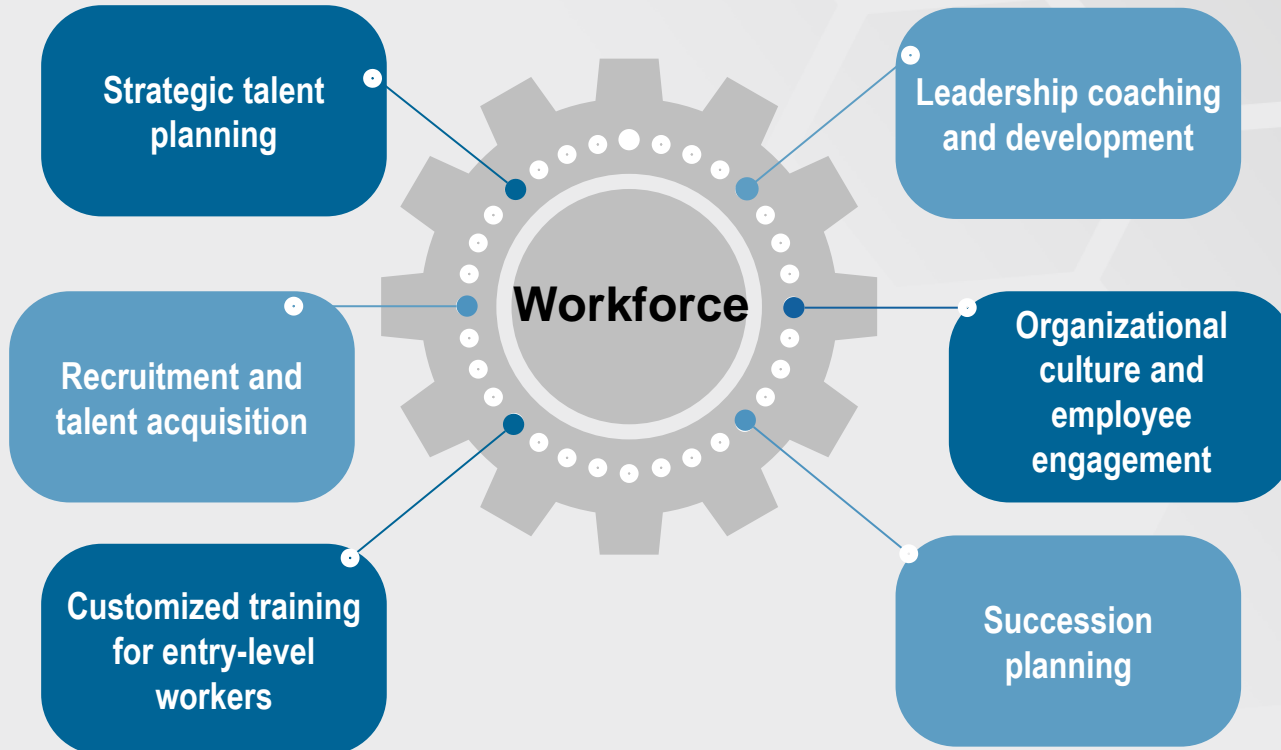 Strategic talent
planning
Leadership coaching
and development
Workforce
Recruitment and
talent acquisition
Organizational
culture and
employee
engagement
Customized training
for entry-level
workers
Succession
planning